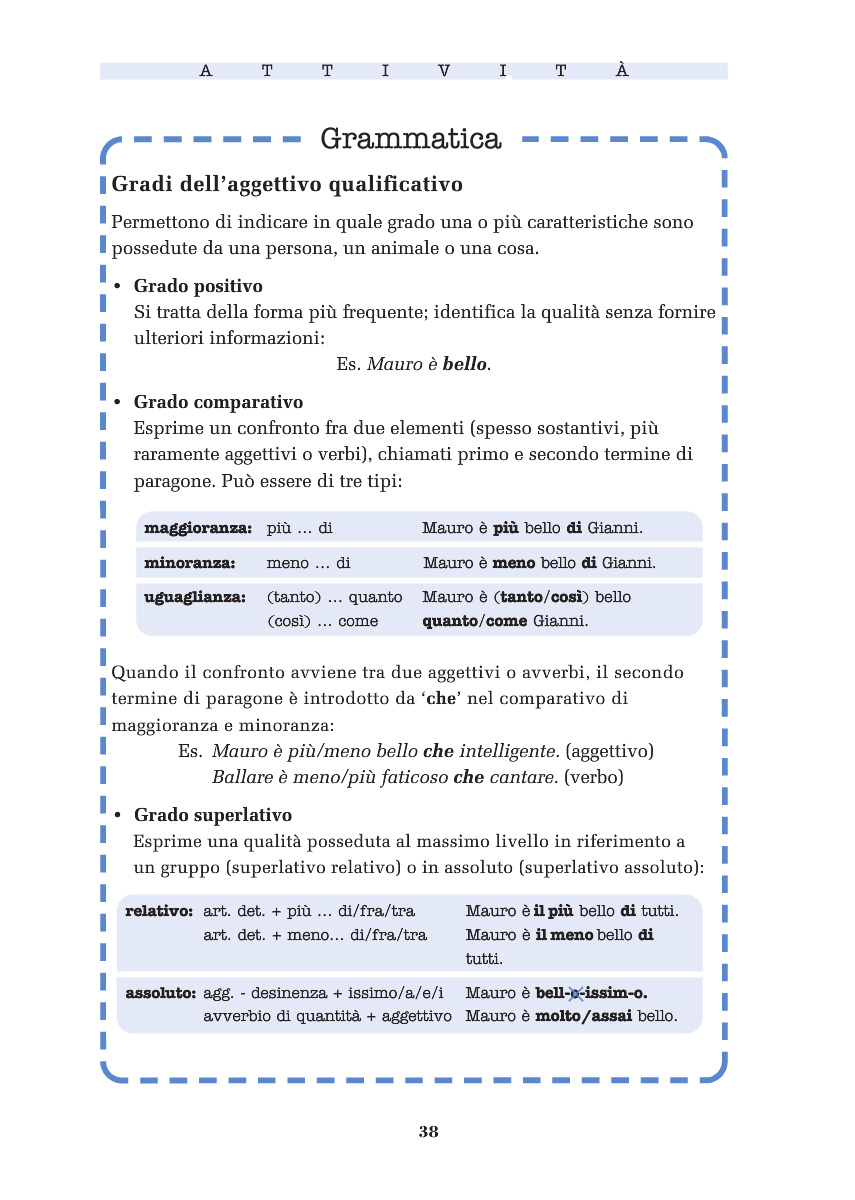 A T T I V I T À
Grammatica
Gradi dell’aggettivo qualificativo
Permettono di indicare in quale grado una o più caratteristiche sono
possedute da una persona, un animale o una cosa.
• Grado positivo
Si tratta della forma più frequente; identifica la qualità senza fornire
ulteriori informazioni:
Es. Mauro è bello.
• Grado comparativo
Esprime un confronto fra due elementi (spesso sostantivi, più
raramente aggettivi o verbi), chiamati primo e secondo termine di
paragone. Può essere di tre tipi:
maggioranza: più ... di Mauro è più bello di Gianni.
minoranza: meno ... di Mauro è meno bello di Gianni.
uguaglianza: (tanto) ... quanto Mauro è (tanto/così) bello
(così) ... come quanto/come Gianni.
Quando il confronto avviene tra due aggettivi o avverbi, il secondo
termine di paragone è introdotto da ‘che’ nel comparativo di
maggioranza e minoranza:
Es. Mauro è più/meno bello che intelligente. (aggettivo)
Ballare è meno/più faticoso che cantare. (verbo)
• Grado superlativo
Esprime una qualità posseduta al massimo livello in riferimento a
un gruppo (superlativo relativo) o in assoluto (superlativo assoluto):
relativo: art. det. + più ... di/fra/tra Mauro è il più bello di tutti.
art. det. + meno... di/fra/tra Mauro è il meno bello di
tutti.
assoluto: agg. - desinenza + issimo/a/e/i Mauro è bell-o-issim-o.
avverbio di quantità + aggettivo Mauro è molto/assai bello.
38